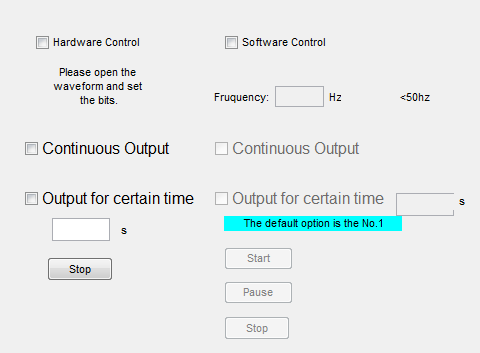 Hardware Control
Software Control
Please open the
waveform and set
the bits.
Fruquency:
Hz
<50hz
Continuous Output
Continuous Output
Output for certain time
Output for certain time
s
The default option is the No.1
s
Start
Stop
Pause
Stop